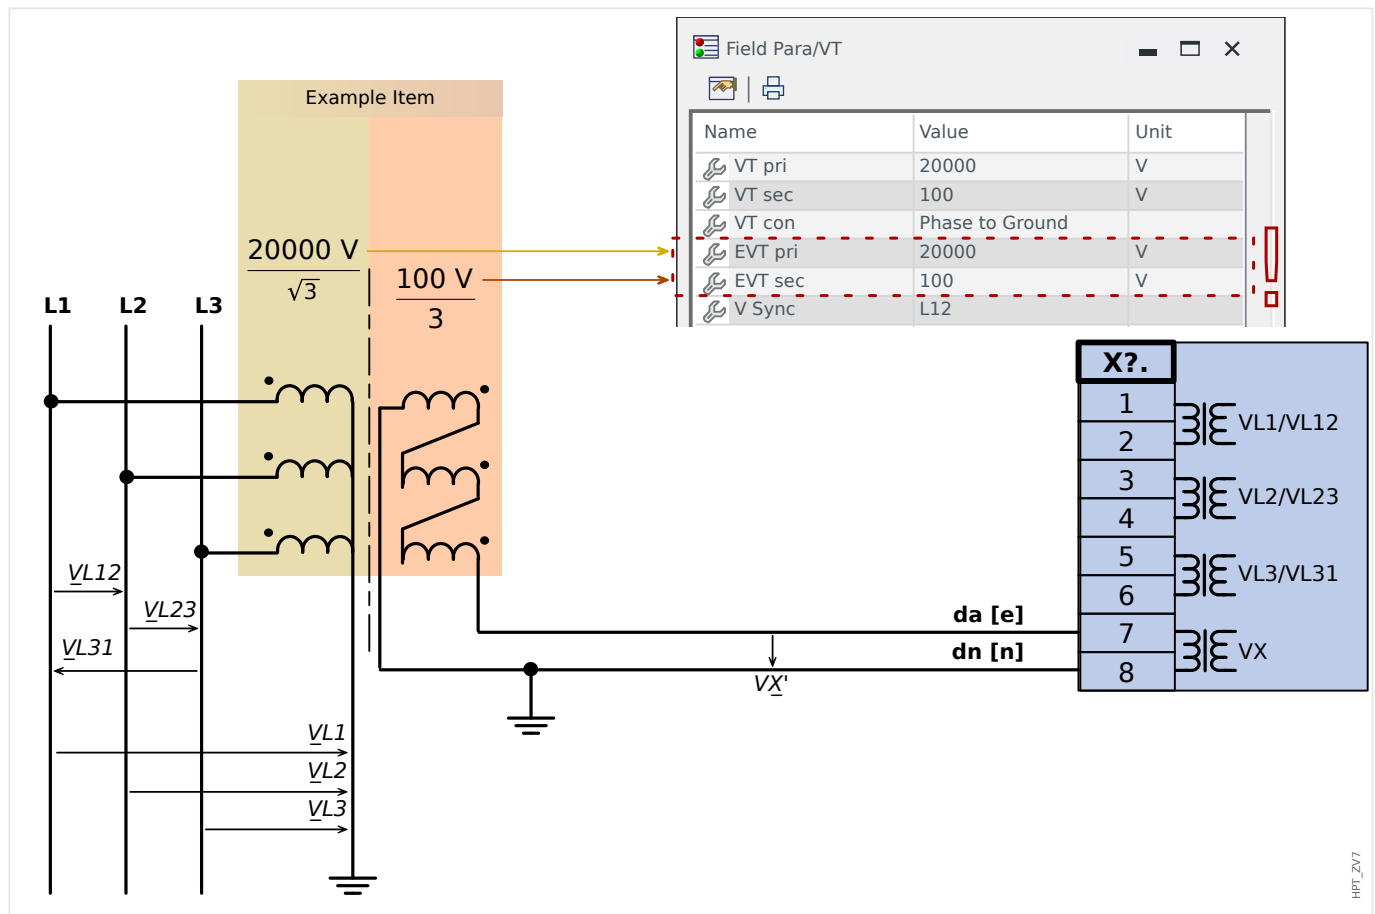 Field Para/VT
Name Value Unit
VT pri 20000 V
VT sec 100 V
VT con Phase to Ground
EVT pri 20000 V
EVT sec 100 V
V Sync L12
Example Item
20000 V
√3
100 V
3
L1 L2 L3
X?.
1
2
3
4
5
6
7
8
VL1/VL12
VL2/VL23
VL3/VL31
VX
VL12
VL23
VL31
da [e]
dn [n]
VX'
VL1
VL2
VL3
HPT_ZV7